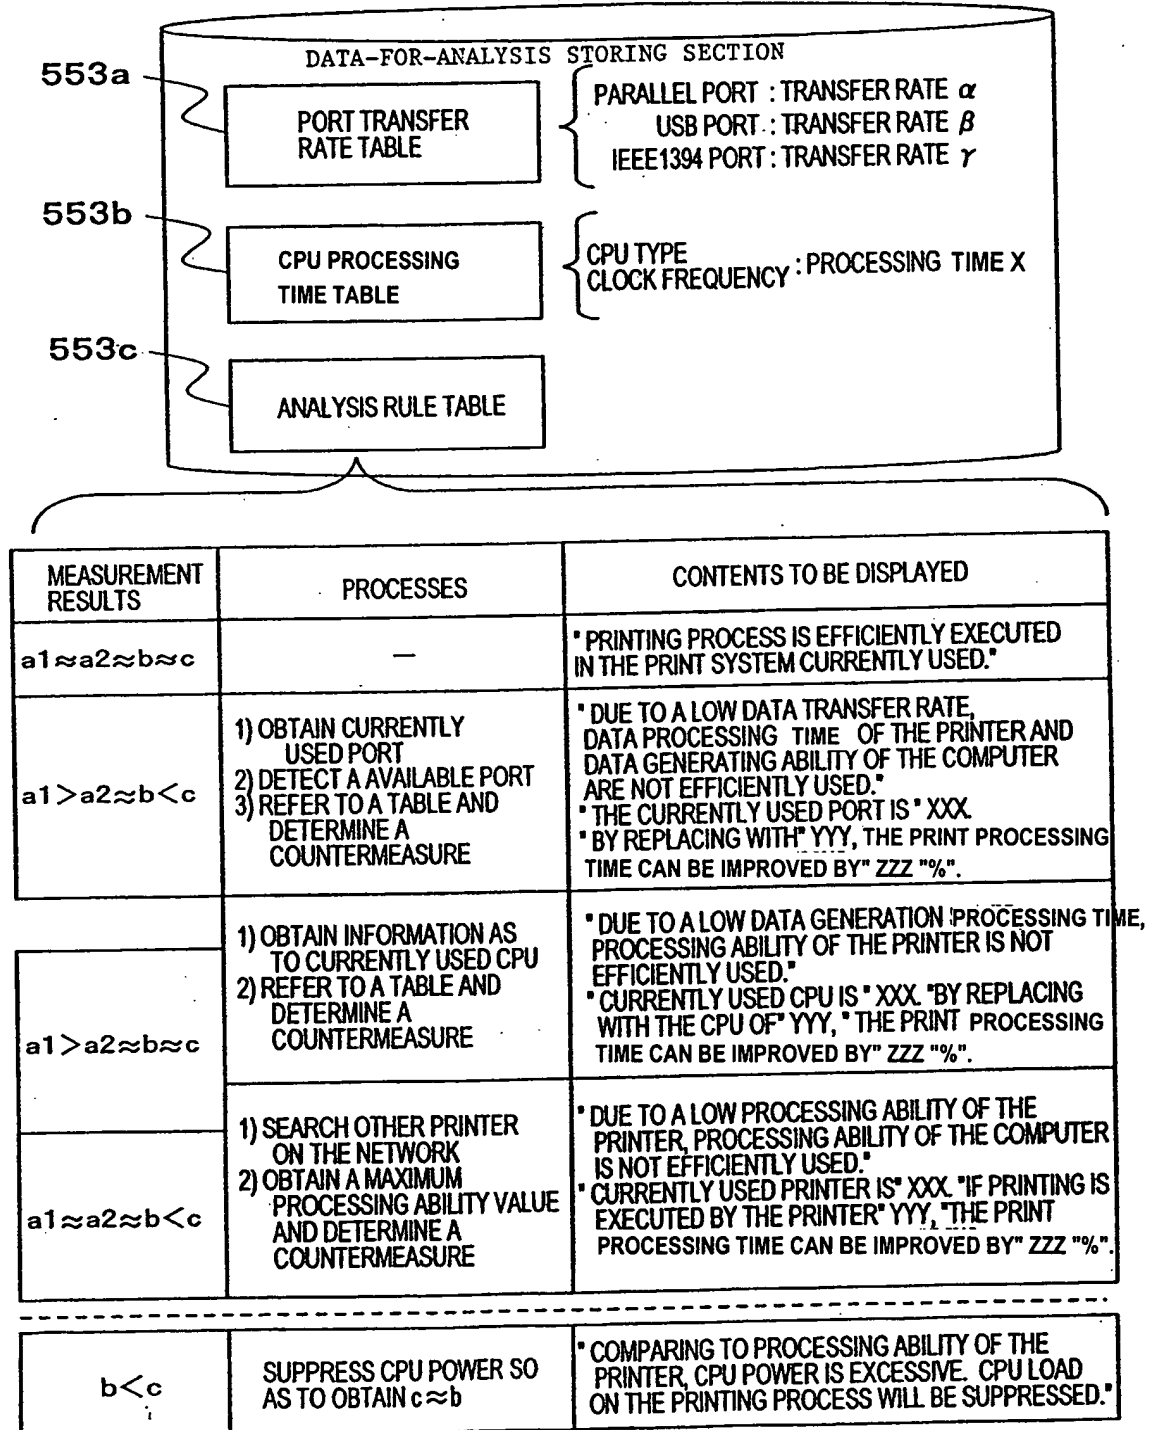 DATA-FOR-ANALYSIS STORING SECTION
553a
PORT TRANSFER
RATE TABLE
PARALLEL PORT : TRANSFER RATE α
USB PORT : TRANSFER RATE β
IEEE1394 PORT : TRANSFER RATE γ
553b
CPU PROCESSING
TIME TABLE
CPU TYPE
CLOCK FREQUENCY : PROCESSING TIME X
553c
ANALYSIS RULE TABLE
MEASUREMENT
RESULTS
PROCESSES
CONTENTS TO BE DISPLAYED
a1≈a2≈b≈c
—
" PRINTING PROCESS IS EFFICIENTLY EXECUTED
IN THE PRINT SYSTEM CURRENTLY USED."
a1>a2≈b<c
1) OBTAIN CURRENTLY
USED PORT
2) DETECT A AVAILABLE PORT
3) REFER TO A TABLE AND
DETERMINE A
COUNTERMEASURE
" DUE TO A LOW DATA TRANSFER RATE,
DATA PROCESSING TIME OF THE PRINTER AND
DATA GENERATING ABILITY OF THE COMPUTER
ARE NOT EFFICIENTLY USED."
" THE CURRENTLY USED PORT IS " XXX.
" BY REPLACING WITH" YYY, THE PRINT PROCESSING
TIME CAN BE IMPROVED BY" ZZZ "%".
a1>a2≈b≈c
1) OBTAIN INFORMATION AS
TO CURRENTLY USED CPU
2) REFER TO A TABLE AND
DETERMINE A
COUNTERMEASURE
" DUE TO A LOW DATA GENERATION PROCESSING TIME,
PROCESSING ABILITY OF THE PRINTER IS NOT
EFFICIENTLY USED."
" CURRENTLY USED CPU IS " XXX. "BY REPLACING
WITH THE CPU OF" YYY, " THE PRINT PROCESSING
TIME CAN BE IMPROVED BY" ZZZ "%".
a1≈a2≈b<c
1) SEARCH OTHER PRINTER
ON THE NETWORK
2) OBTAIN A MAXIMUM
PROCESSING ABILITY VALUE
AND DETERMINE A
COUNTERMEASURE
" DUE TO A LOW PROCESSING ABILITY OF THE
PRINTER, PROCESSING ABILITY OF THE COMPUTER
IS NOT EFFICIENTLY USED."
" CURRENTLY USED PRINTER IS" XXX. "IF PRINTING IS
EXECUTED BY THE PRINTER" YYY, "THE PRINT
PROCESSING TIME CAN BE IMPROVED BY" ZZZ "%".
b<c
SUPPRESS CPU POWER SO
AS TO OBTAIN c≈b
" COMPARING TO PROCESSING ABILITY OF THE
PRINTER, CPU POWER IS EXCESSIVE. CPU LOAD
ON THE PRINTING PROCESS WILL BE SUPPRESSED."